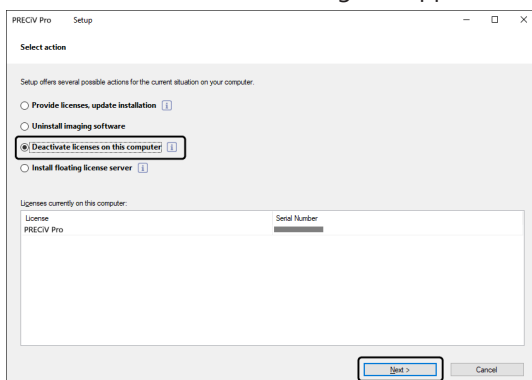 PRECiV Pro Setup
Select action
Setup offers several possible actions for the current situation on your computer.
Provide licenses, update installation i
Uninstall imaging software
Deactivate licenses on this computer i
Install floating license server i
Licenses currently on this computer:
License Serial Number
PRECiV Pro
Next > Cancel